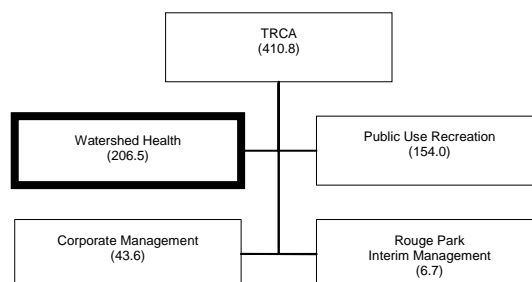 TRCA
(410.8)
Watershed Health
(206.5)
Public Use Recreation
(154.0)
Corporate Management
(43.6)
Rouge Park
Interim Management
(6.7)